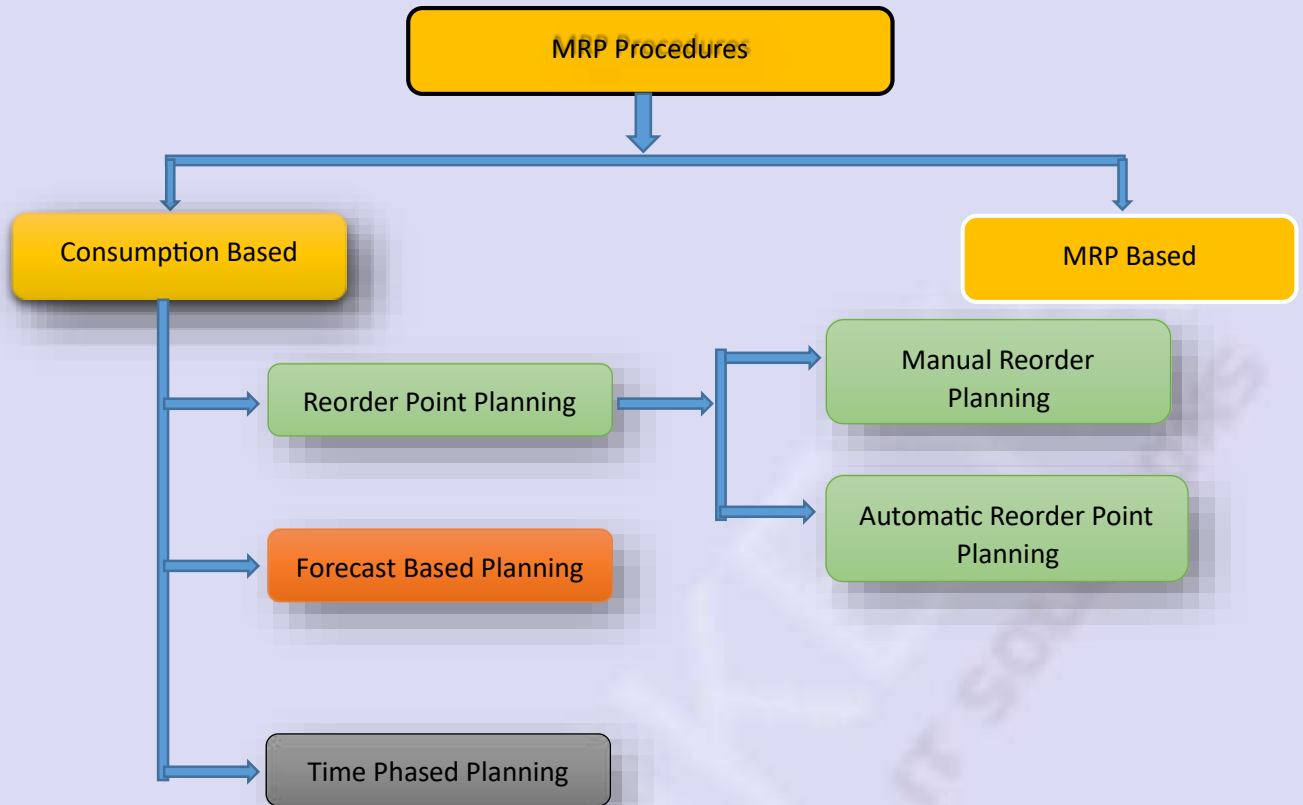 MRP Procedures
Consumption Based
MRP Based
Reorder Point Planning
Manual Reorder
Planning
Automatic Reorder Point
Planning
Forecast Based Planning
Time Phased Planning